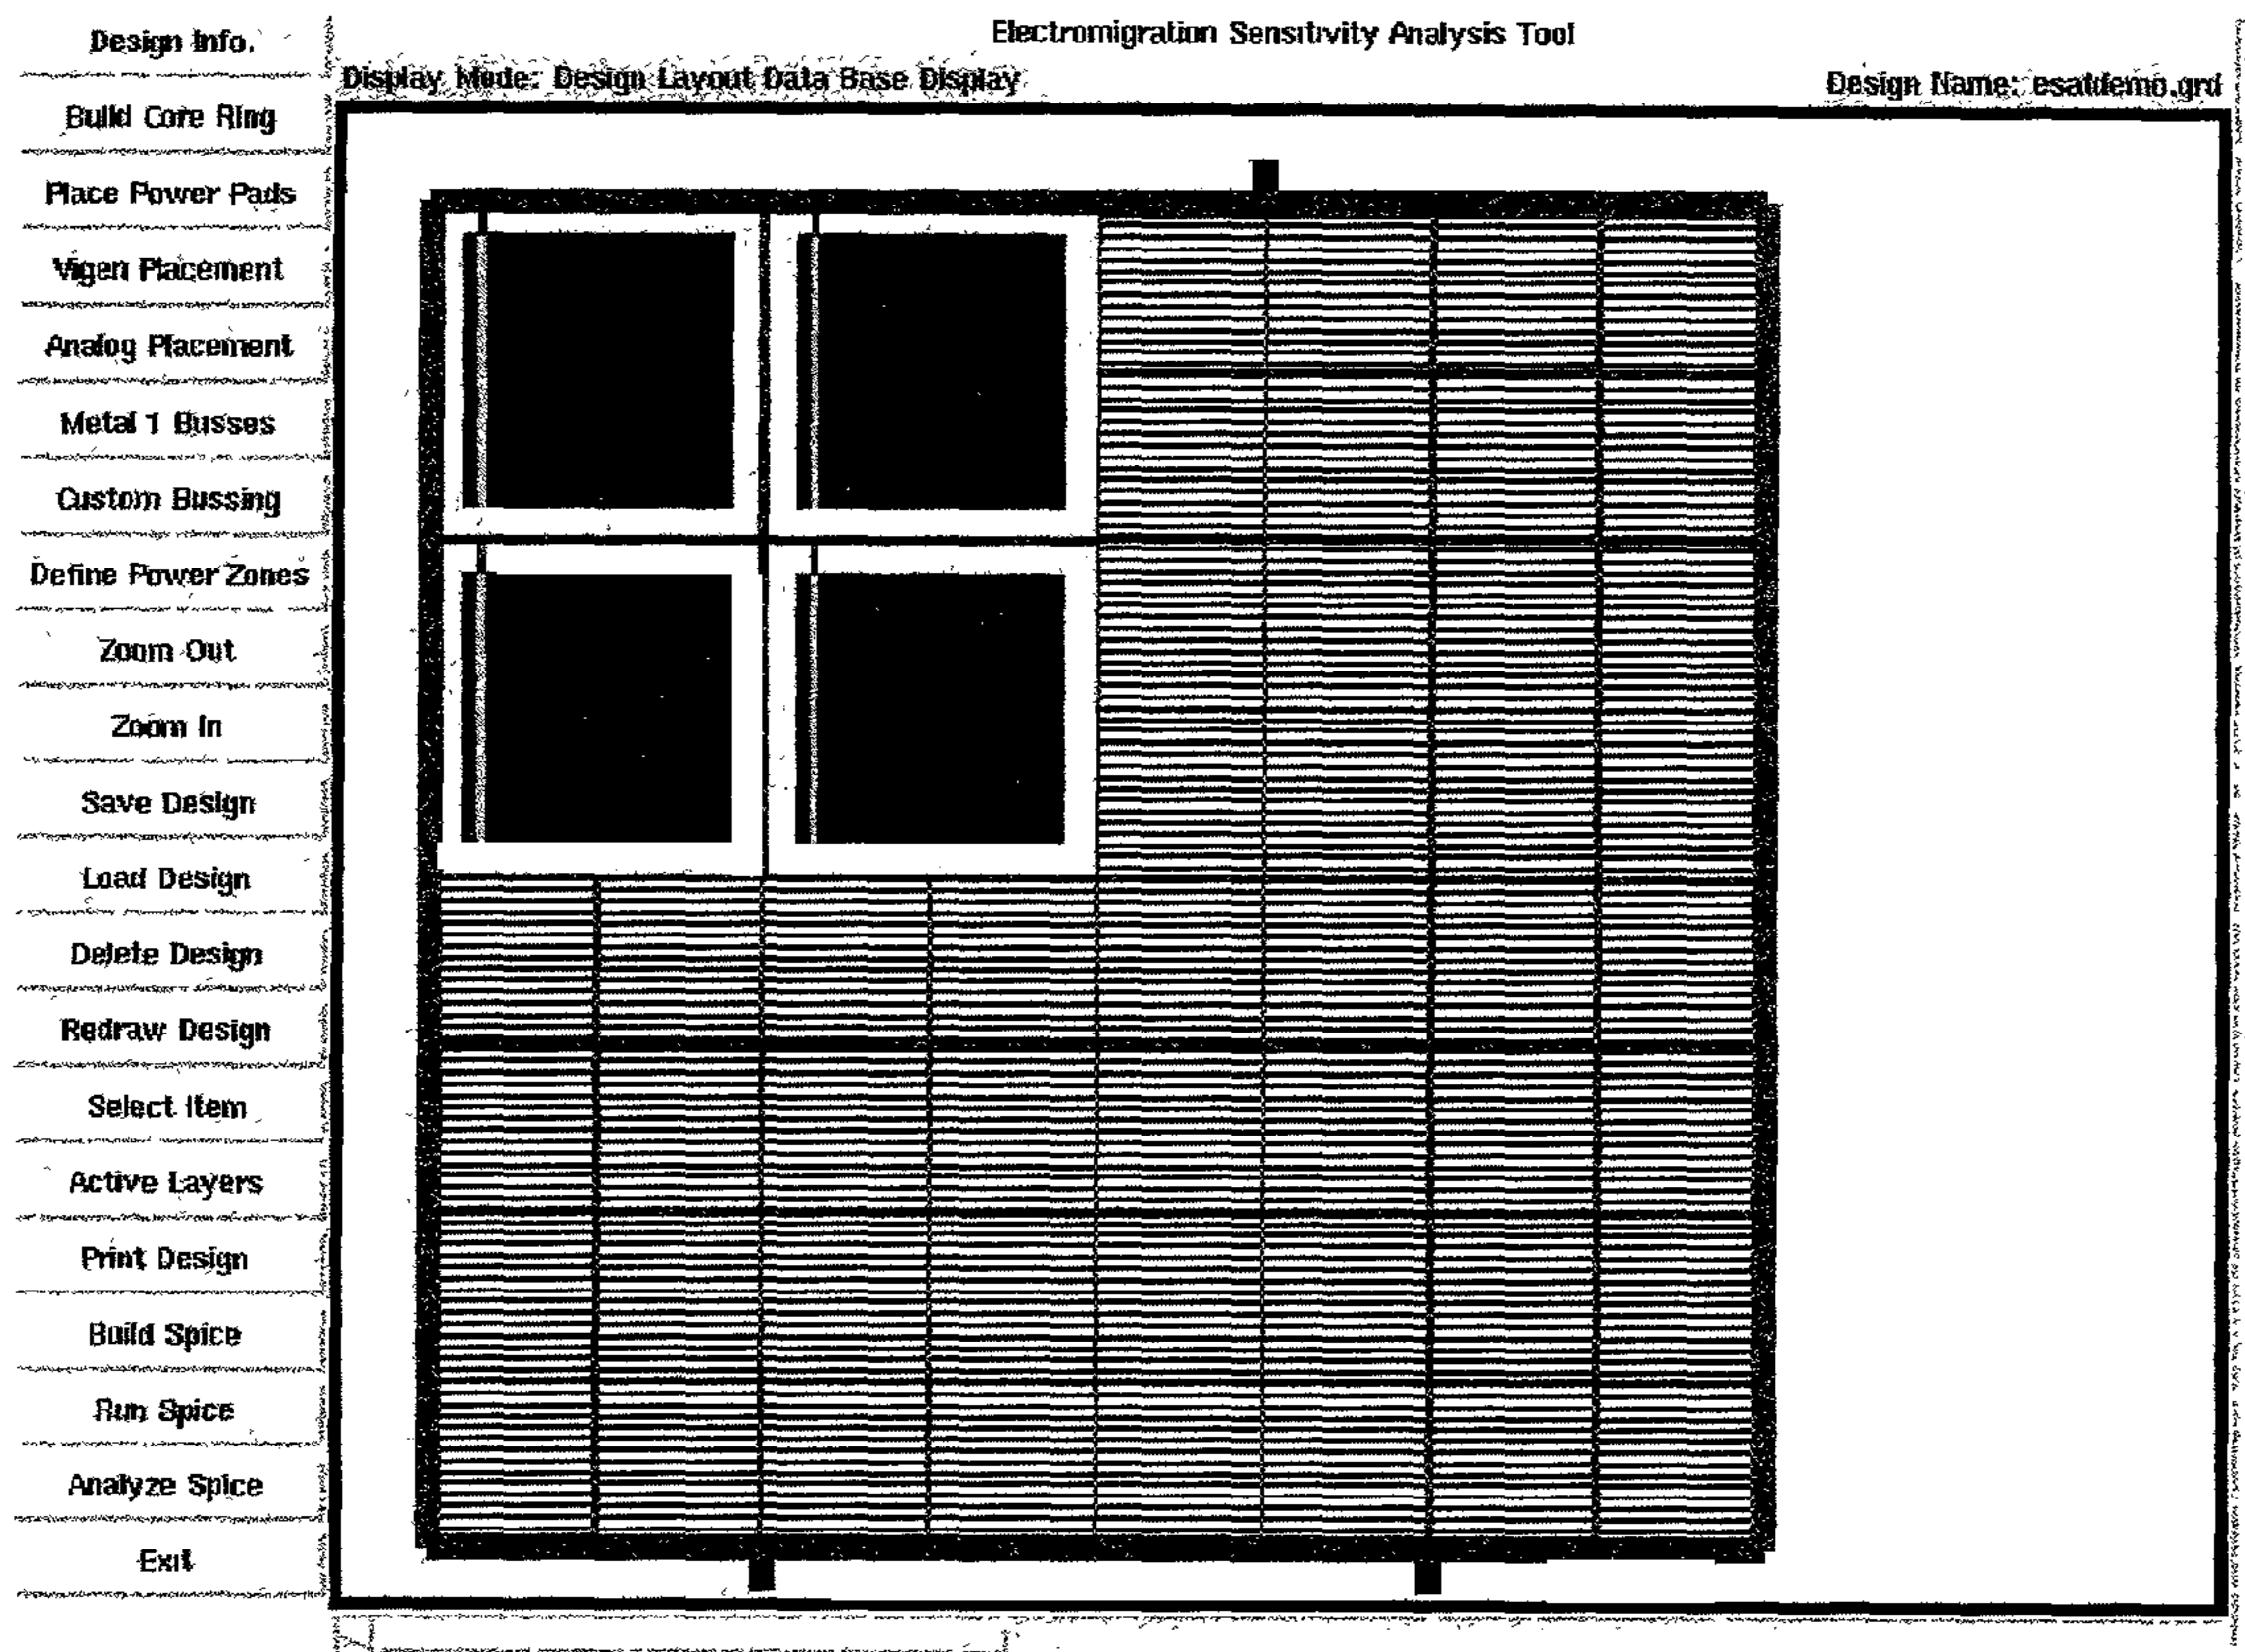 Electromigration Sensitivity Analysis Tool
Display Mode: Design Layout Data Base Display
Design Name: esatdemo.grd
Design Info.
Build Core Ring
Place Power Pads
Vigen Placement
Analog Placement
Metal 1 Busses
Custom Bussing
Define Power Zones
Zoom Out
Zoom In
Save Design
Load Design
Delete Design
Redraw Design
Select Item
Active Layers
Print Design
Build Spice
Run Spice
Analyze Spice
Exit